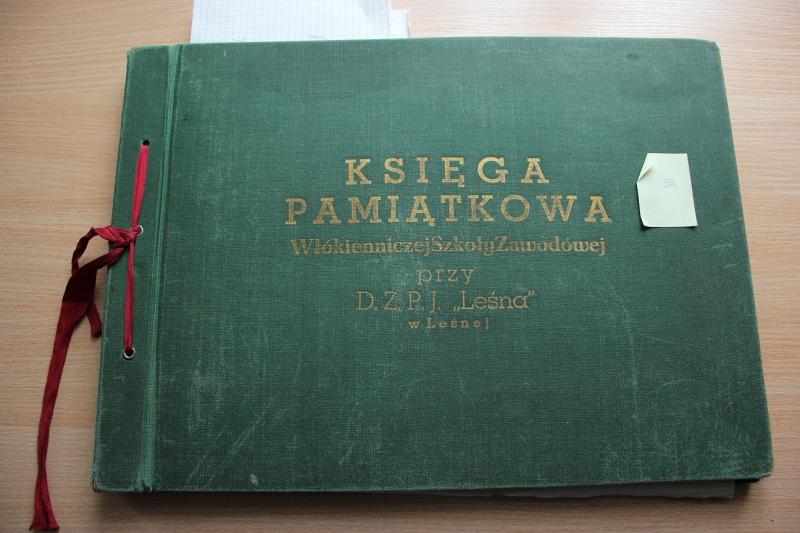 KSIĘGA
PAMIĄTKOWA
Włókienniczej Szkoły Zawodowej
przy
D.Z.P.J. „Leśna”
w Leśnej